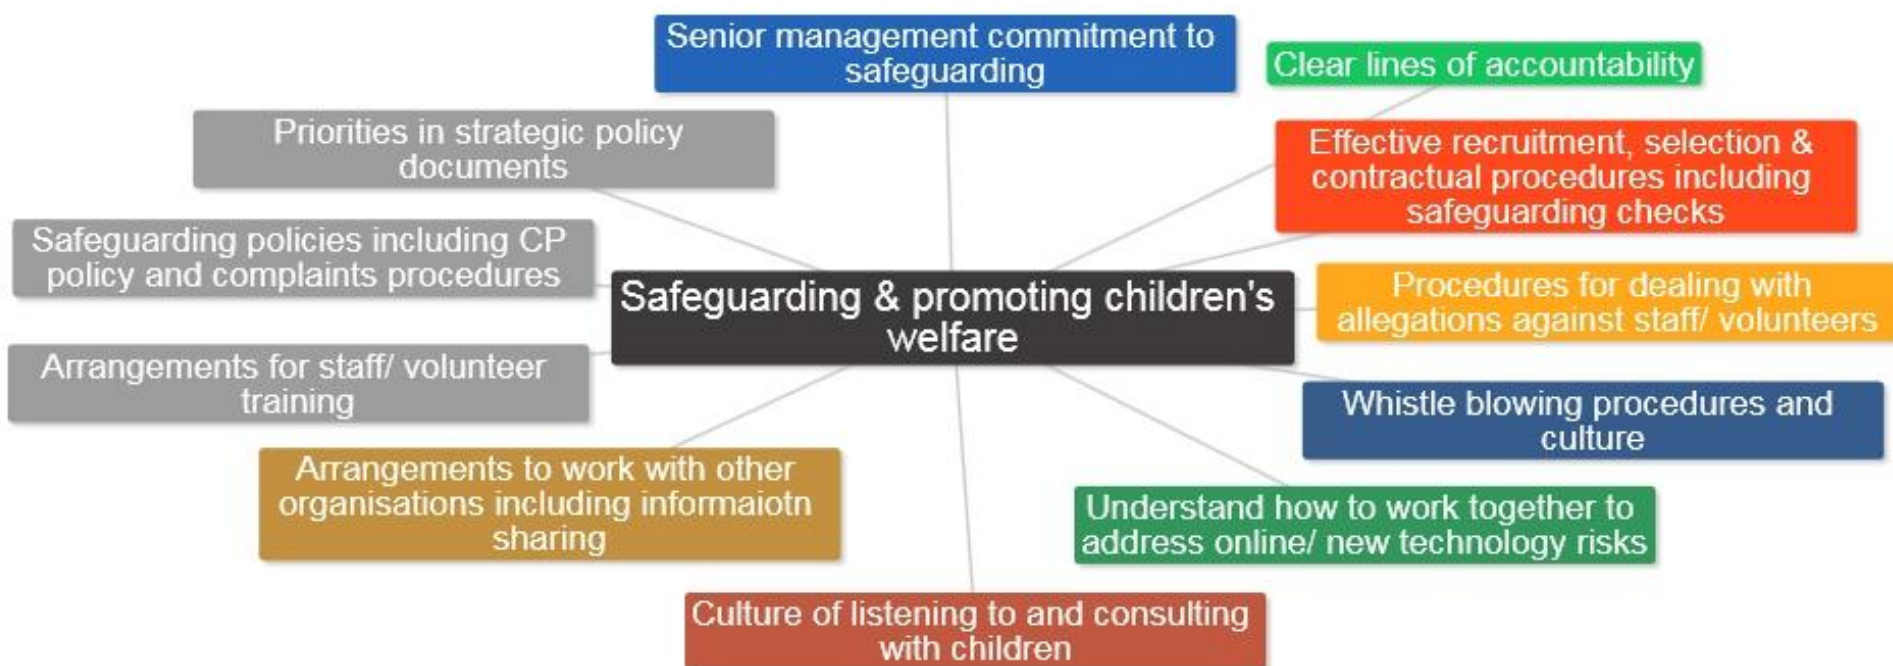 Senior management commitment to
safeguarding
Clear lines of accountability
Priorities in strategic policy
documents
Effective recruitment, selection &
contractual procedures including
safeguarding checks
Safeguarding policies including CP
policy and complaints procedures
Safeguarding & promoting children's
welfare
Procedures for dealing with
allegations against staff/ volunteers
Arrangements for staff/ volunteer
training
Whistle blowing procedures and
culture
Arrangements to work with other
organisations including informaiotn
sharing
Understand how to work together to
address online/ new technology risks
Culture of listening to and consulting
with children